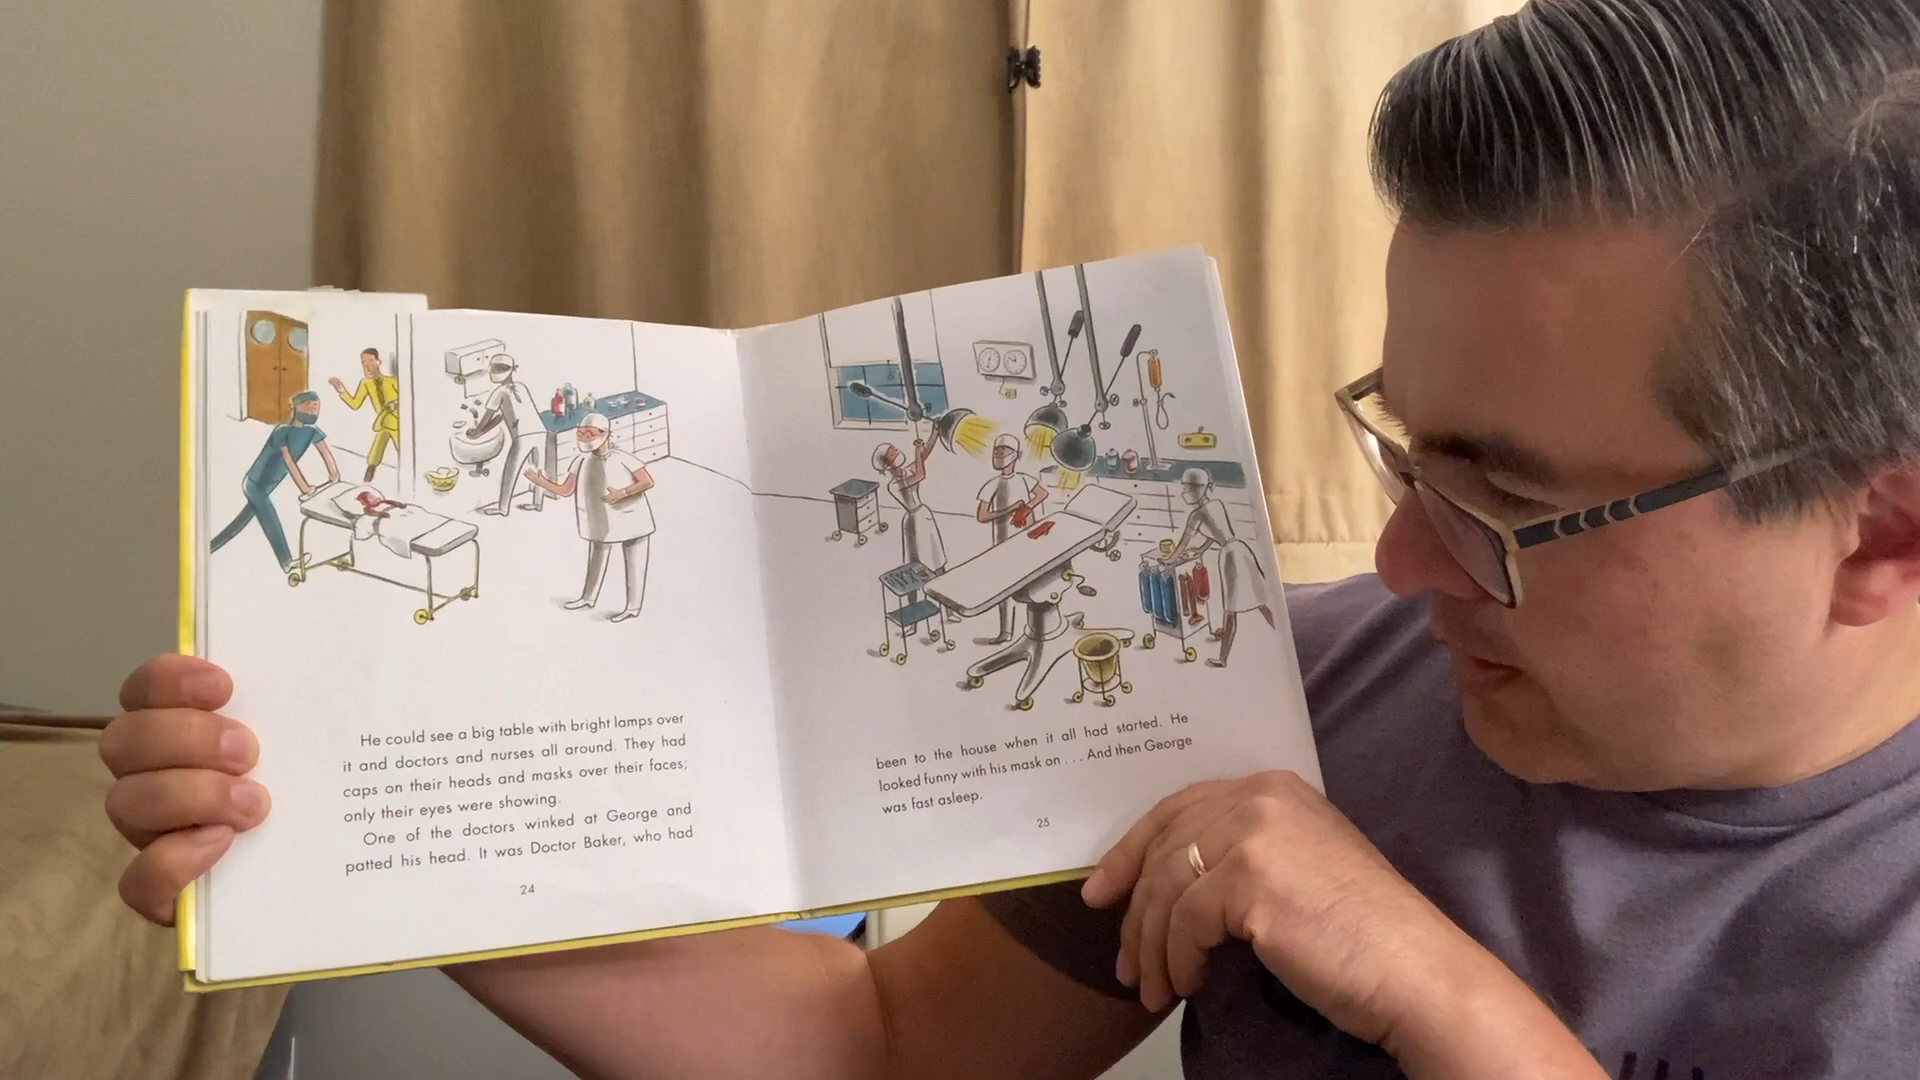 He could see a big table with bright lamps over
it and doctors and nurses all around. They had
caps on their heads and masks over their faces;
only their eyes were showing.
One of the doctors winked at George and
patted his head. It was Doctor Baker, who had
24
been to the house when it all had started. He
looked funny with his mask on . . . And then George
was fast asleep.
25